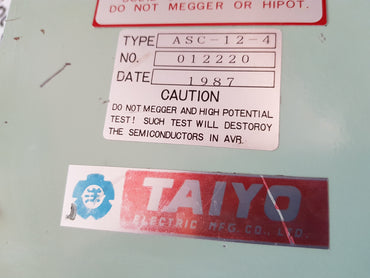 DO NOT MEGGER OR HIPOT.
TYPE ASC-12-4
NO. 012220
DATE 1987
CAUTION
DO NOT MEGGER AND HIGH POTENTIAL
TEST! SUCH TEST WILL DESTOROY
THE SEMICONDUCTORS IN AVR.
TAIYO
ELECTRIC MFG. CO., LTD.